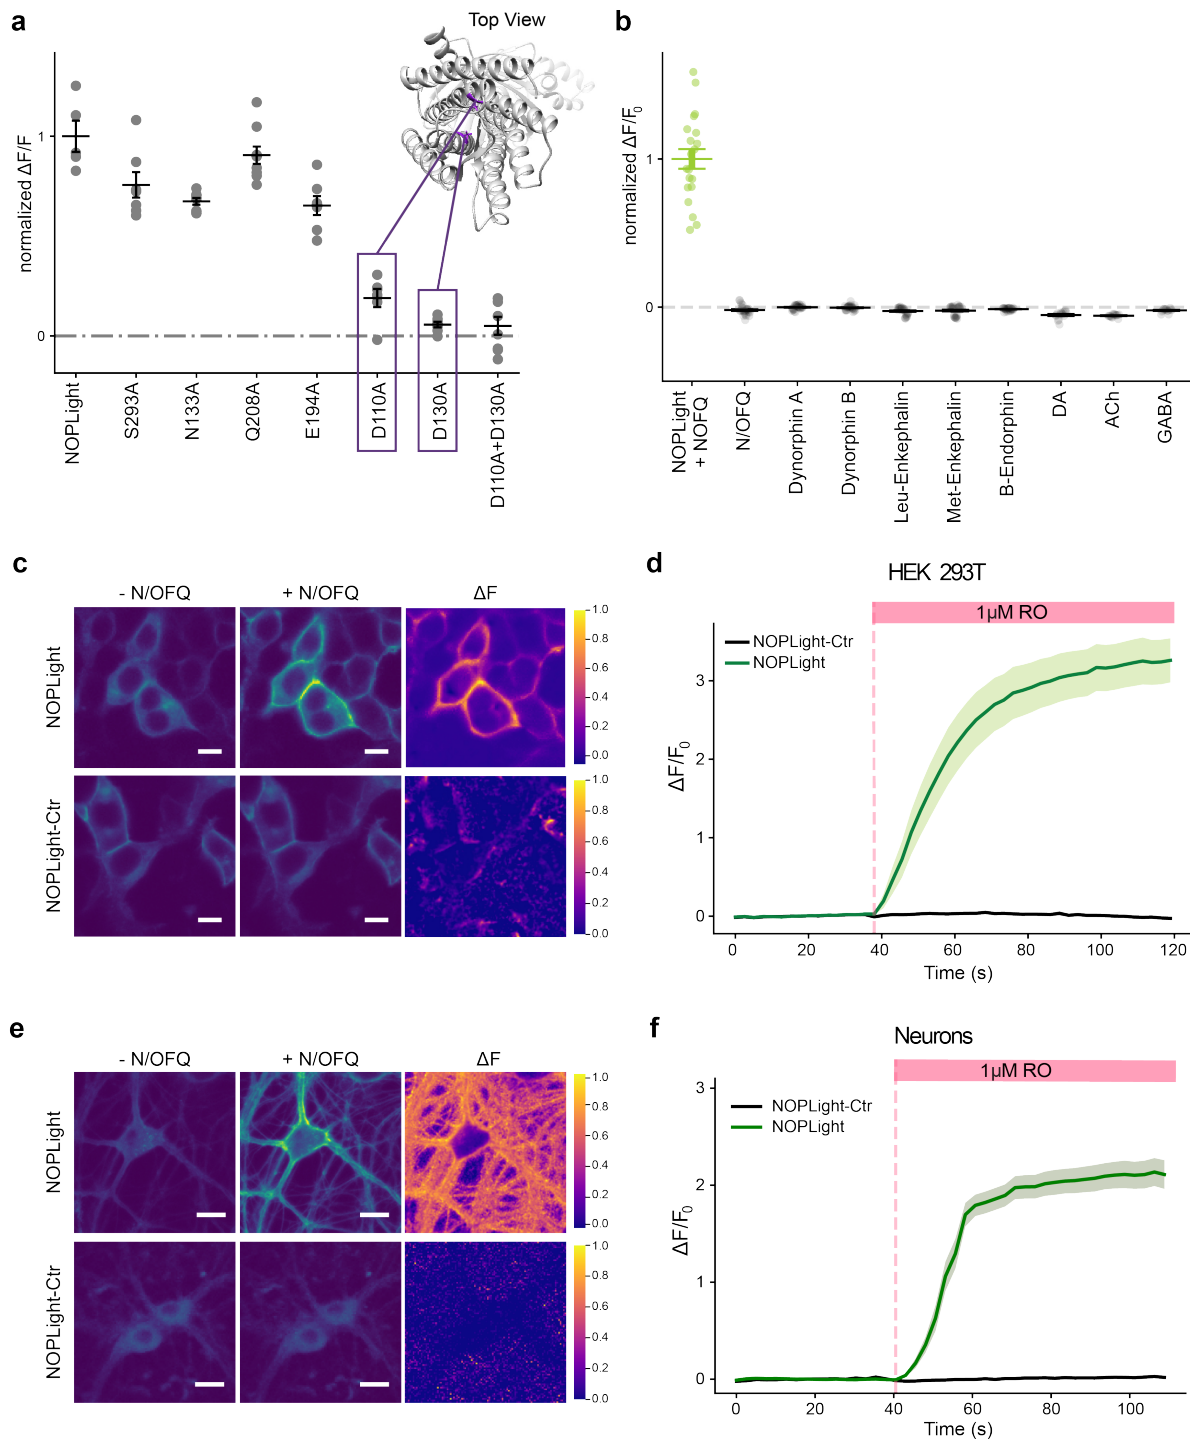 a
Top View
normalized ΔF/F
1
0
NOPLight
S293A
N133A
Q208A
E194A
D110A
D130A
D110A+D130A
b
normalized ΔF/F0
1
0
NOPLight
+ NOFQ
N/OFQ
Dynorphin A
Dynorphin B
Leu-Enkephalin
Met-Enkephalin
B-Endorphin
DA
ACh
GABA
c
- N/OFQ
+ N/OFQ
ΔF
NOPLight
1.0
0.8
0.6
0.4
0.2
0.0
NOPLight-Ctr
1.0
0.8
0.6
0.4
0.2
0.0
d
HEK 293T
1µM RO
NOPLight-Ctr
NOPLight
ΔF/F0
3
2
1
0
0 20 40 60 80 100 120
Time (s)
e
- N/OFQ
+ N/OFQ
ΔF
NOPLight
1.0
0.8
0.6
0.4
0.2
0.0
NOPLight-Ctr
1.0
0.8
0.6
0.4
0.2
0.0
f
Neurons
1µM RO
NOPLight-Ctr
NOPLight
ΔF/F0
3
2
1
0
0 20 40 60 80 100
Time (s)